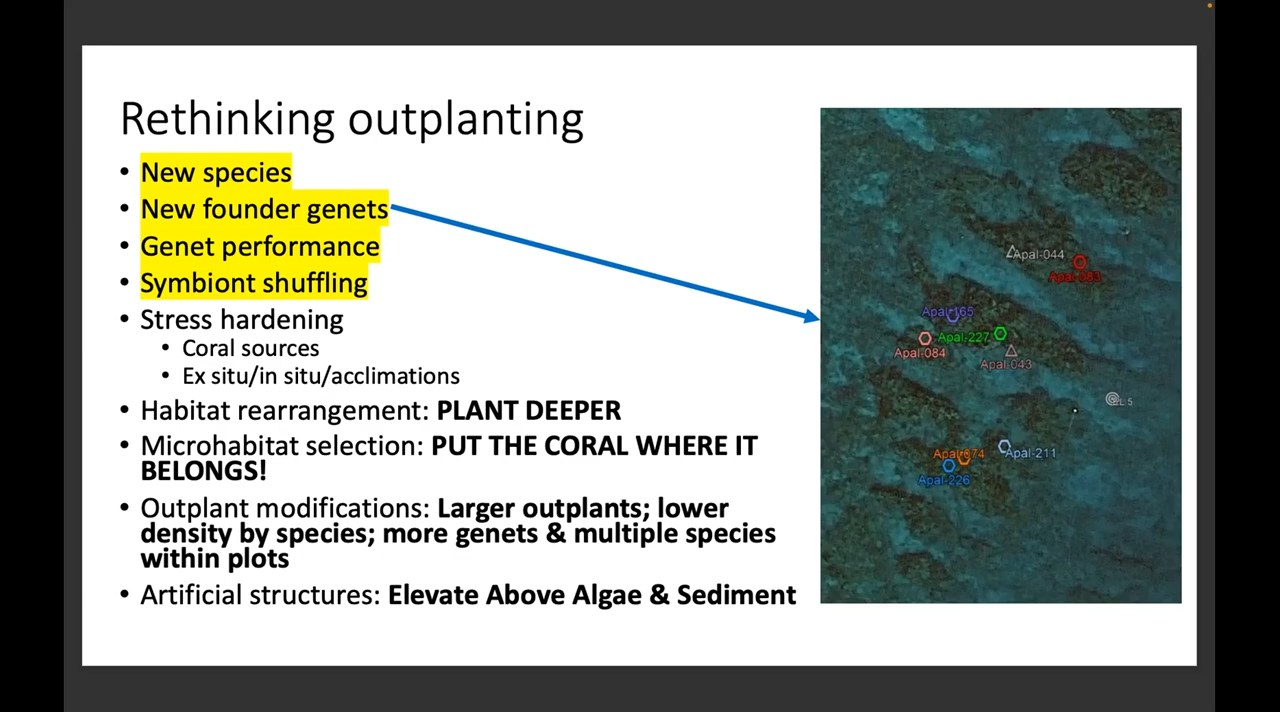 Rethinking outplanting
• New species
• New founder genets
• Genet performance
• Symbiont shuffling
• Stress hardening
• Coral sources
• Ex situ/in situ/acclimations
• Habitat rearrangement: PLANT DEEPER
• Microhabitat selection: PUT THE CORAL WHERE IT
BELONGS!
• Outplant modifications: Larger outplants; lower
density by species; more genets & multiple species
within plots
• Artificial structures: Elevate Above Algae & Sediment
Apal-044
Apal-083
Apal-165
Apal-227
Apal-084
Apal-043
EL 5
Apal-211
Apal-074
Apal-226